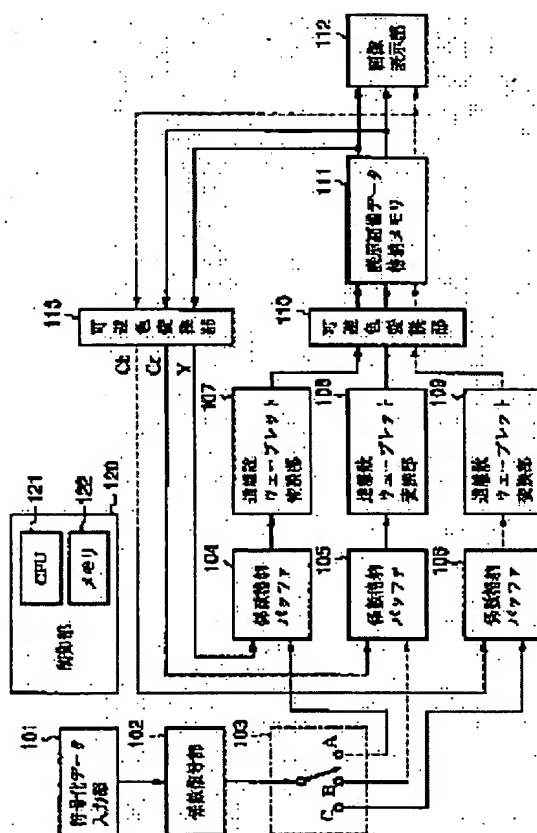 101
符号化データ
入力部
102
係数復号部
103
A
B
C
制御部
CPU
121
メモリ
122
120
104
係数格納
バッファ
105
係数格納
バッファ
106
係数格納
バッファ
107
逆離散
ウェーブレット
変換部
108
逆離散
ウェーブレット
変換部
109
逆離散
ウェーブレット
変換部
113
可逆色変換部
Cb
Cr
Y
110
可逆色変換部
111
画像データ
格納メモリ
112
画像
表示部